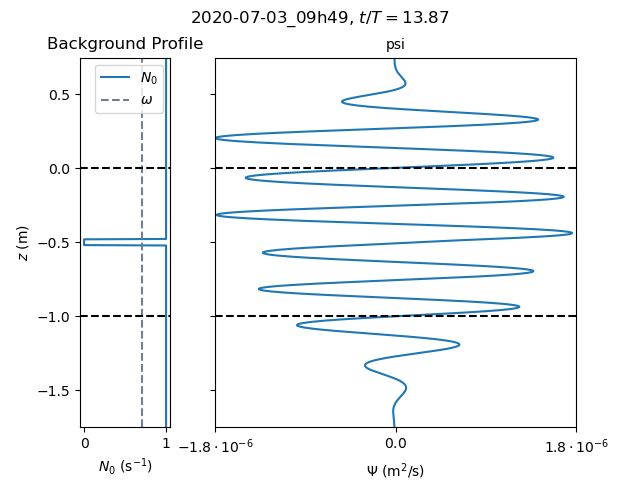 2020-07-03_09h49, t/T = 13.87
Background Profile
psi
N₀
ω
0.5
0.0
−0.5
−1.0
−1.5
z (m)
0
1
N₀ (s⁻¹)
−1.8 · 10⁻⁶
0.0
1.8 · 10⁻⁶
Ψ (m²/s)